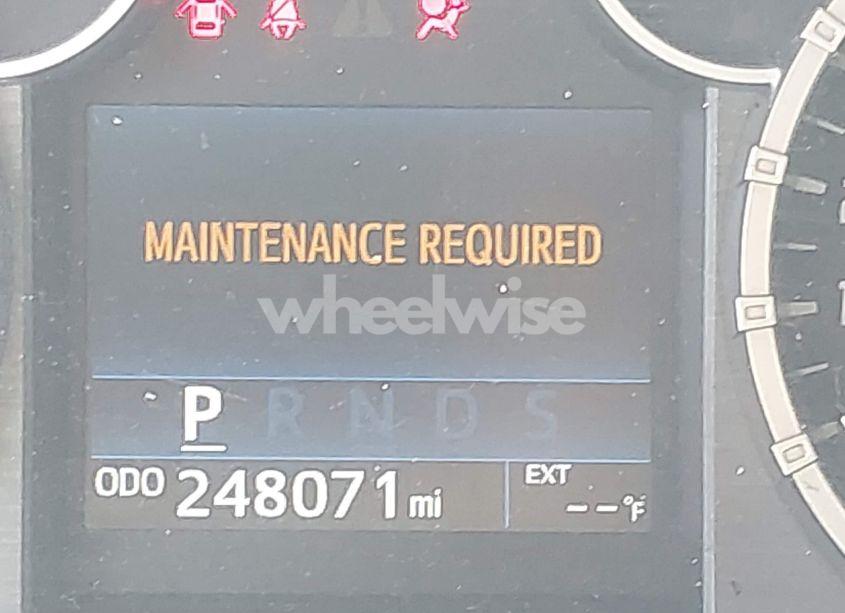 MAINTENANCE REQUIRED
wheelwise
P R N D S
ODO 248071 mi
EXT
--°F